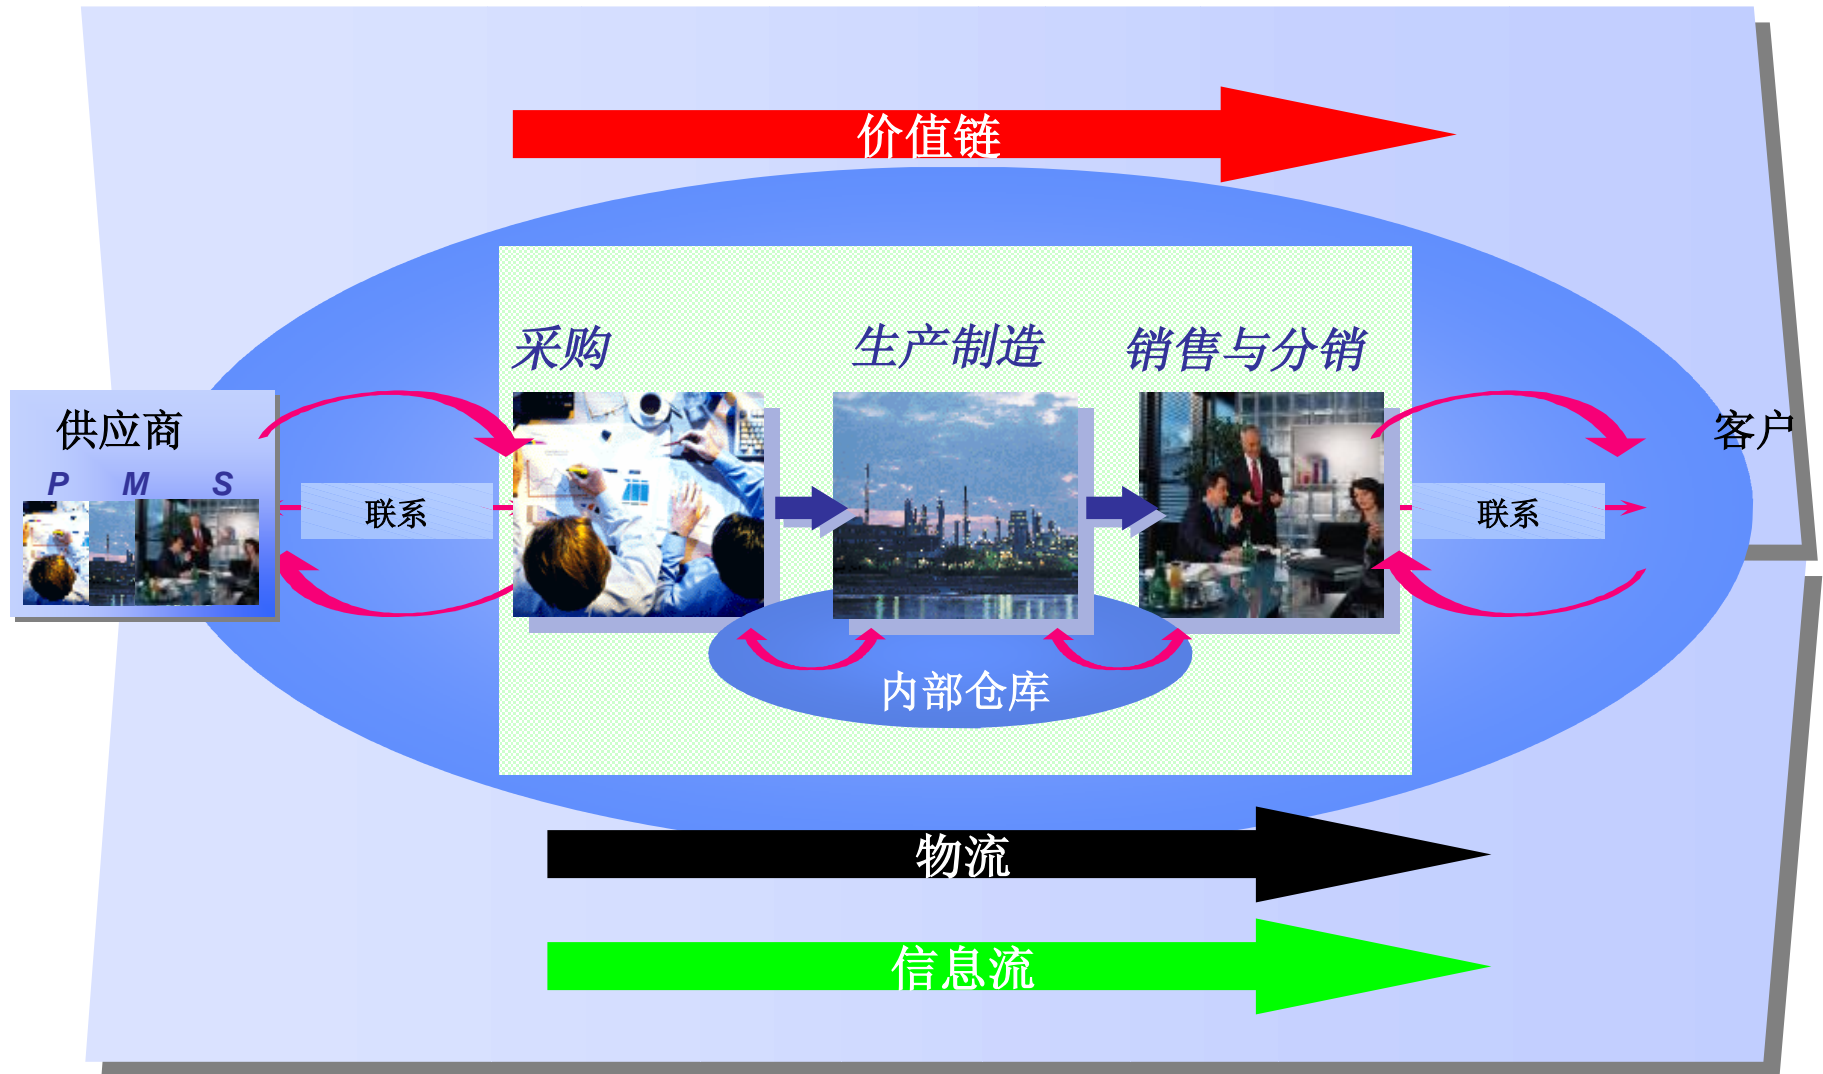 价值链
采购
生产制造
销售与分销
供应商
客户
P M S
联系
联系
内部仓库
物流
信息流